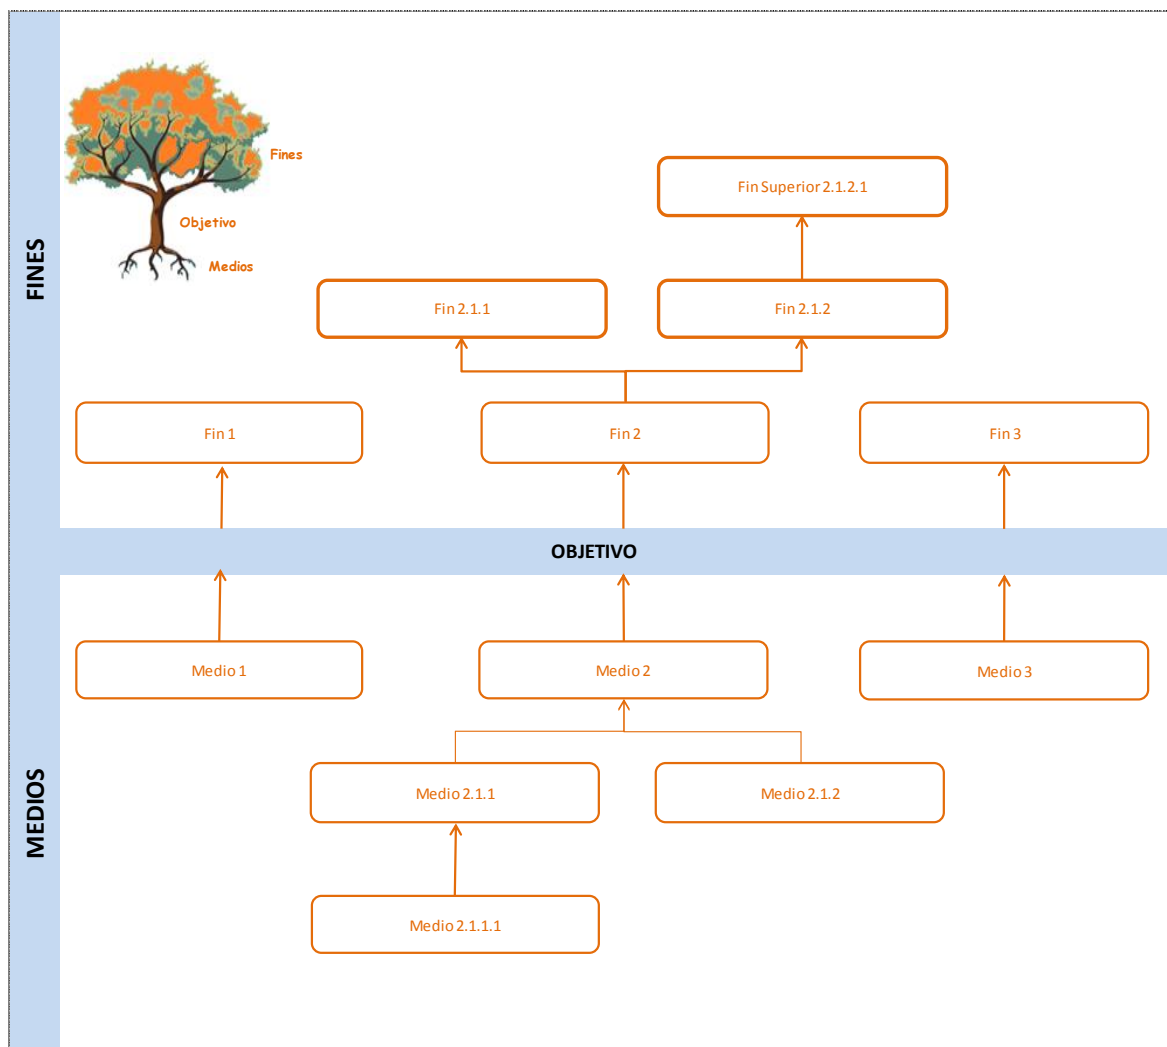 FINES
Fines
Objetivo
Medios
Fin Superior 2.1.2.1
Fin 2.1.1
Fin 2.1.2
Fin 1
Fin 2
Fin 3
OBJETIVO
MEDIOS
Medio 1
Medio 2
Medio 3
Medio 2.1.1
Medio 2.1.2
Medio 2.1.1.1